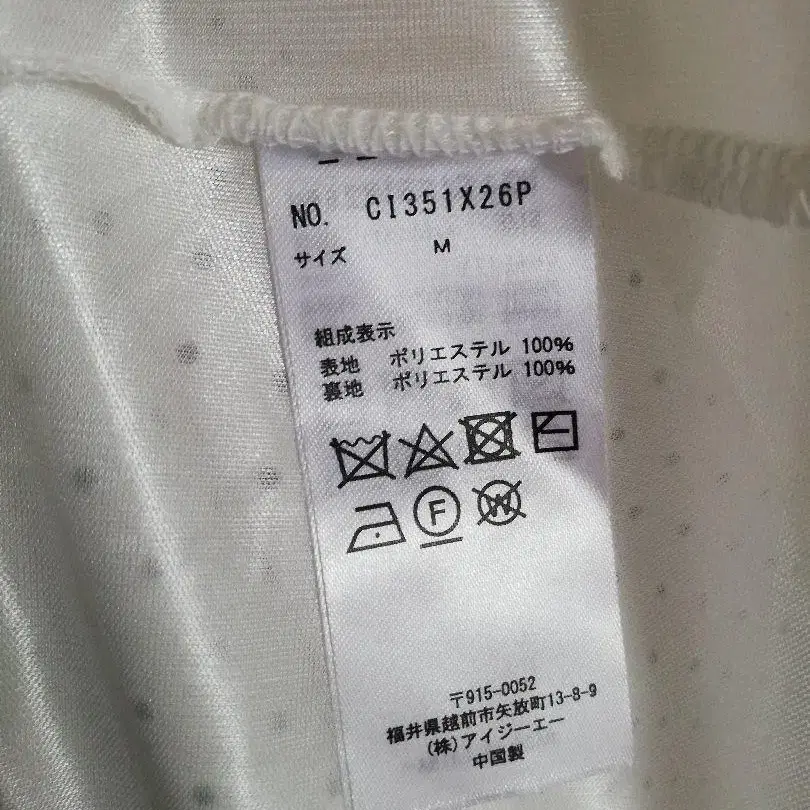 NO. CI351X26P
サイズ M
組成表示
表地 ポリエステル 100%
裏地 ポリエステル 100%
F
W
〒915-0052
福井県越前市矢放町13-8-9
(株)アイジーエー
中国製